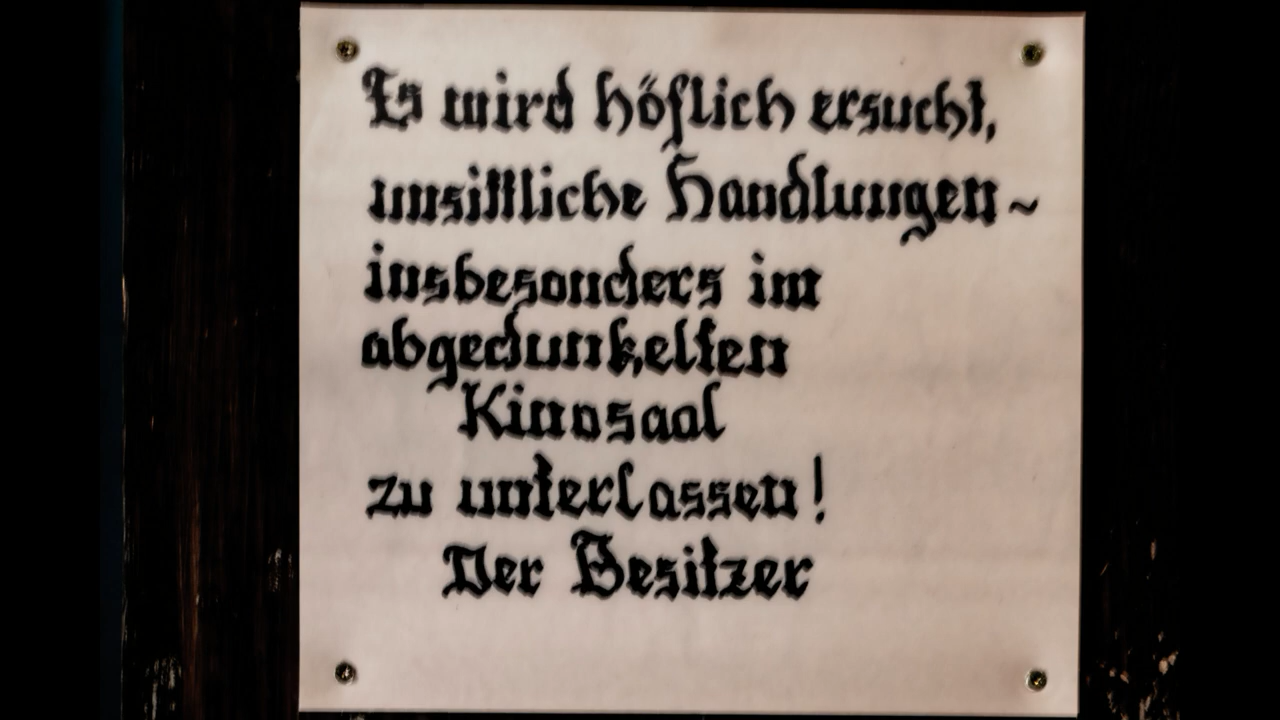 Es wird höflich ersucht,
unsittliche Handlungen ~
insbesonders im
abgedunkelten
Kinosaal
zu unterlassen!
Der Besitzer